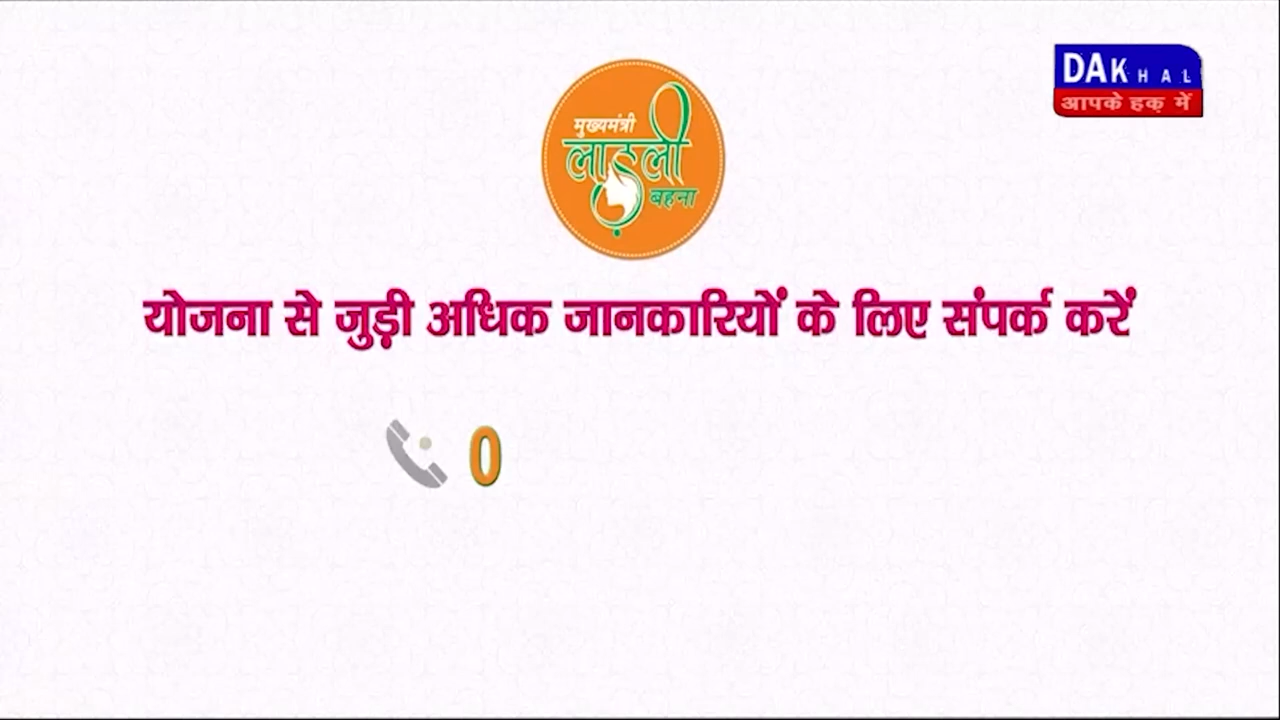 मुख्यमंत्री
लाड़ली
बहना
DAKHAL
आपके हक में
योजना से जुड़ी अधिक जानकारियों के लिए संपर्क करें
0